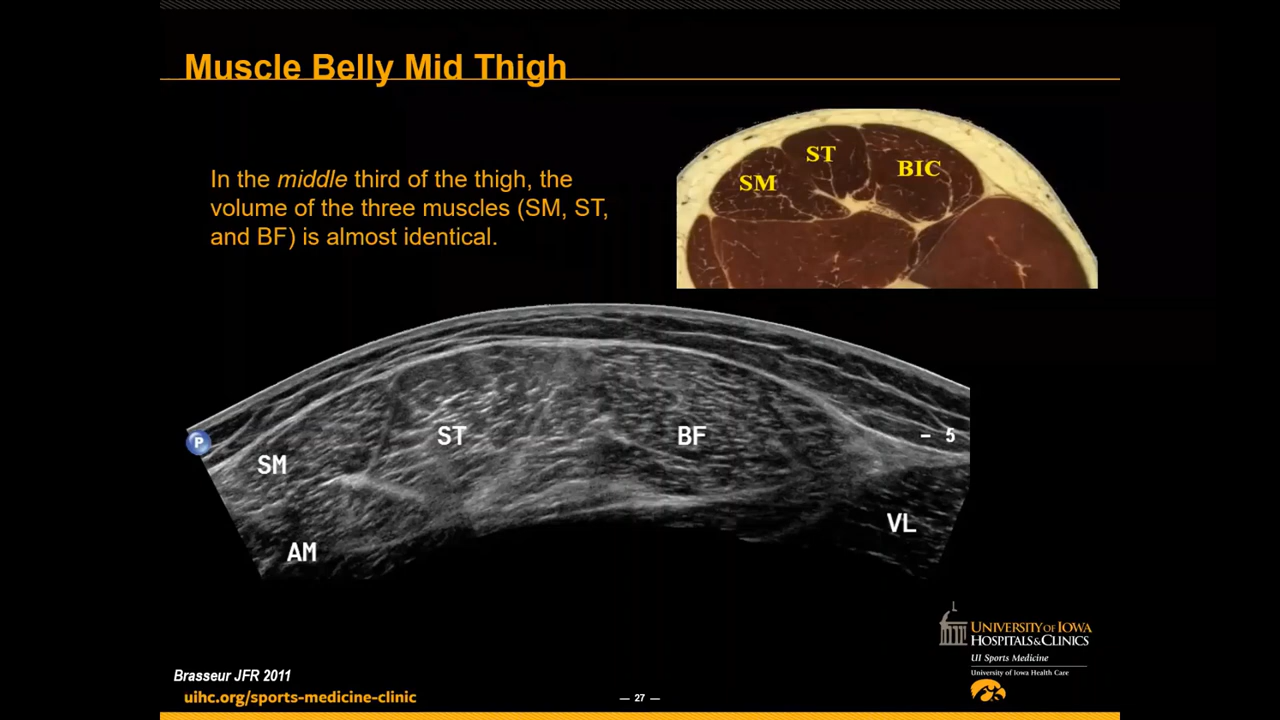 Muscle Belly Mid Thigh
In the middle third of the thigh, the
volume of the three muscles (SM, ST,
and BF) is almost identical.
SM
ST
BIC
P
SM
ST
BF
- 5
AM
VL
UNIVERSITY OF IOWA
HOSPITALS & CLINICS
UI Sports Medicine
University of Iowa Health Care
Brasseur JFR 2011
uihc.org/sports-medicine-clinic
— 27 —